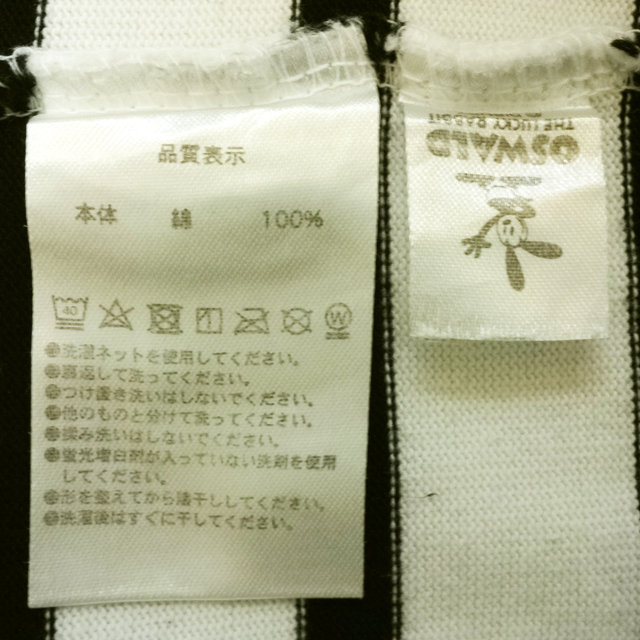 品質表示
本体 綿 100%
40
W
●洗濯ネットを使用してください。
●裏返して洗ってください。
●つけ置き洗いはしないでください。
●他のものと分けて洗ってください。
●揉み洗いはしないでください。
●蛍光増白剤が入っていない洗剤を使用
してください。
●形を整えてから陰干ししてください。
●洗濯後はすぐに干してください。
OSWALD
THE LUCKY RABBIT